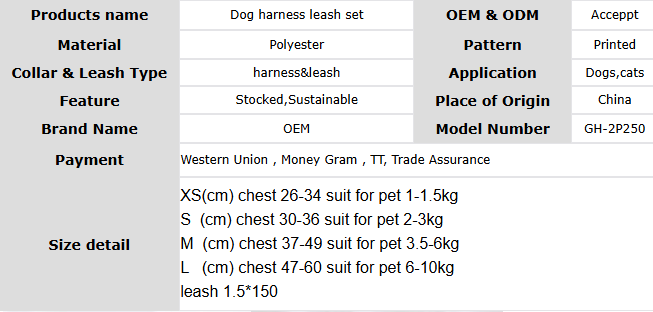 Products name Dog harness leash set OEM & ODM Acceppt
Material Polyester Pattern Printed
Collar & Leash Type harness&leash Application Dogs,cats
Feature Stocked,Sustainable Place of Origin China
Brand Name OEM Model Number GH-2P250
Payment Western Union , Money Gram , TT, Trade Assurance
Size detail
XS(cm) chest 26-34 suit for pet 1-1.5kg
S (cm) chest 30-36 suit for pet 2-3kg
M (cm) chest 37-49 suit for pet 3.5-6kg
L (cm) chest 47-60 suit for pet 6-10kg
leash 1.5*150